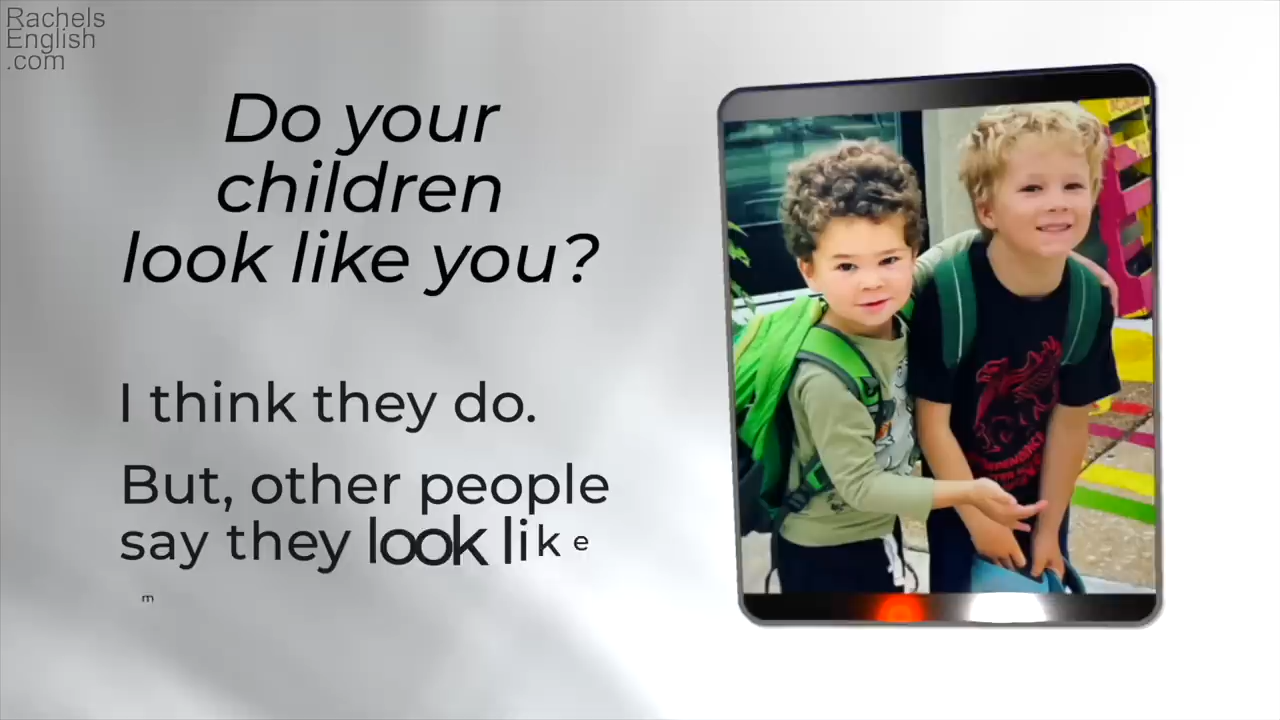 Rachels
English
.com
Do your
children
look like you?
I think they do.
But, other people
say they look like
m